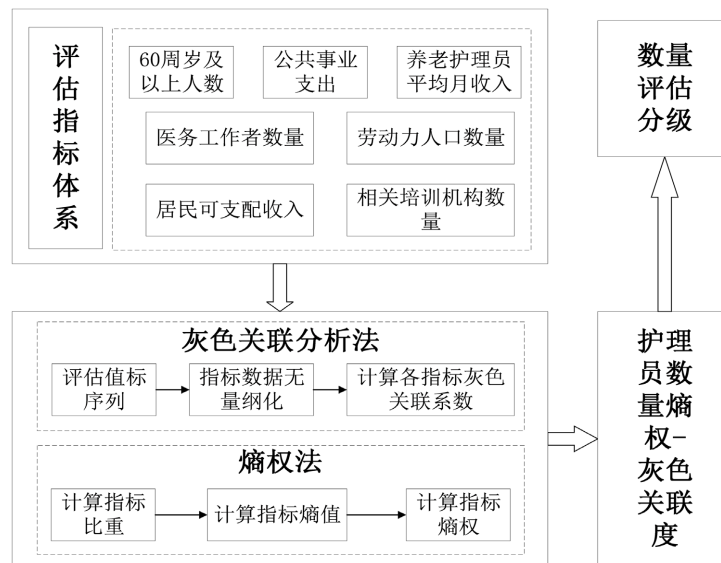 评
估
指
标
体
系
60周岁及
以上人数
公共事业
支出
养老护理员
平均月收入
医务工作者数量
劳动力人口数量
居民可支配收入
相关培训机构数
量
数量
评估
分级
灰色关联分析法
评估值标
序列
指标数据无
量纲化
计算各指标灰色
关联系数
熵权法
计算指标
比重
计算指标熵值
计算指标
熵权
护理
员数
量熵
权-
灰色
关联
度